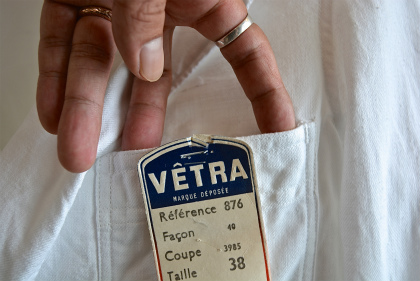 VÊTRA
MARQUE DÉPOSÉE
Référence 876
Façon 40
Coupe 3985
Taille 38